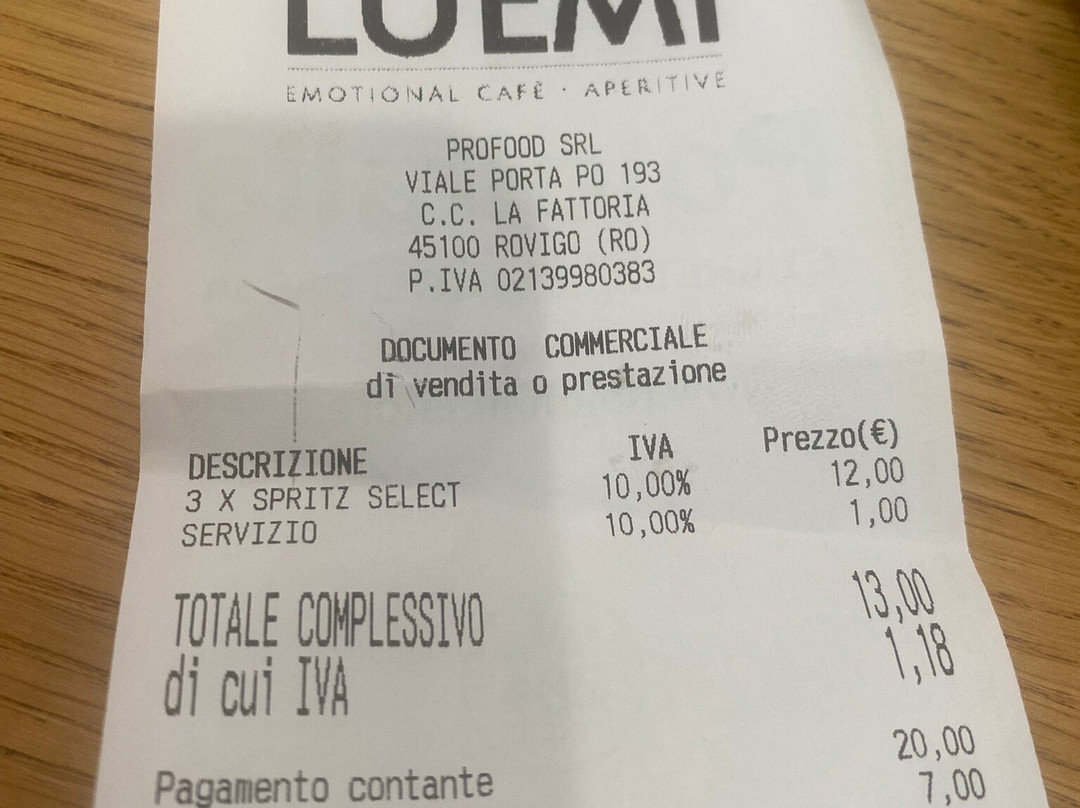 EMOTIONAL CAFÈ · APERITIVE
PROFOOD SRL
VIALE PORTA PO 193
C.C. LA FATTORIA
45100 ROVIGO (RO)
P.IVA 02139980383
DOCUMENTO COMMERCIALE
di vendita o prestazione
DESCRIZIONE IVA Prezzo(€)
3 X SPRITZ SELECT 10,00% 12,00
SERVIZIO 10,00% 1,00
TOTALE COMPLESSIVO 13,00
di cui IVA 1,18
Pagamento contante 20,00
7,00